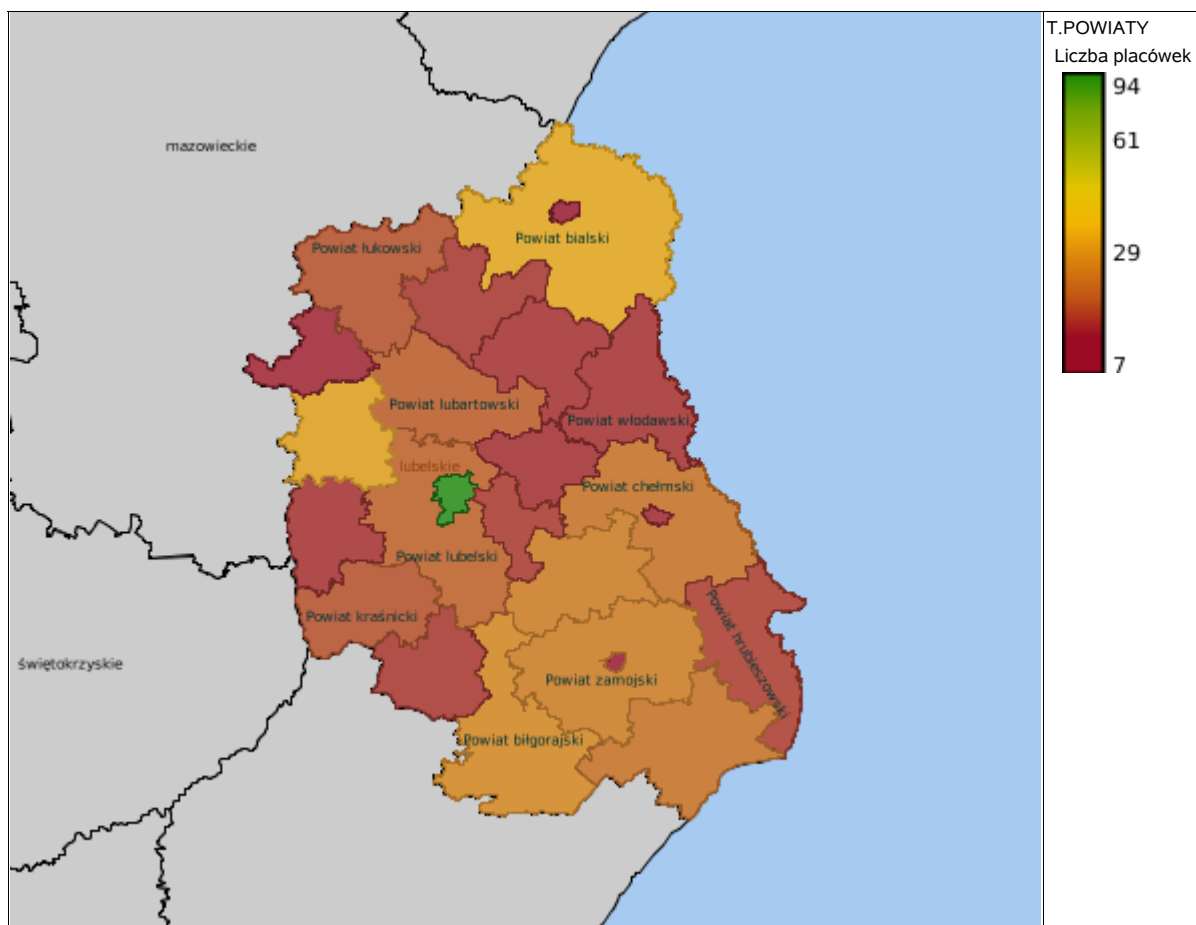 T.POWIATY
Liczba placówek
94
61
29
7
mazowieckie
Powiat bialski
Powiat łukowski
Powiat lubartowski
Powiat włodawski
lubelskie
Powiat chełmski
Powiat lubelski
Powiat kraśnicki
Powiat hrubieszowski
świętokrzyskie
Powiat zamojski
Powiat biłgorajski